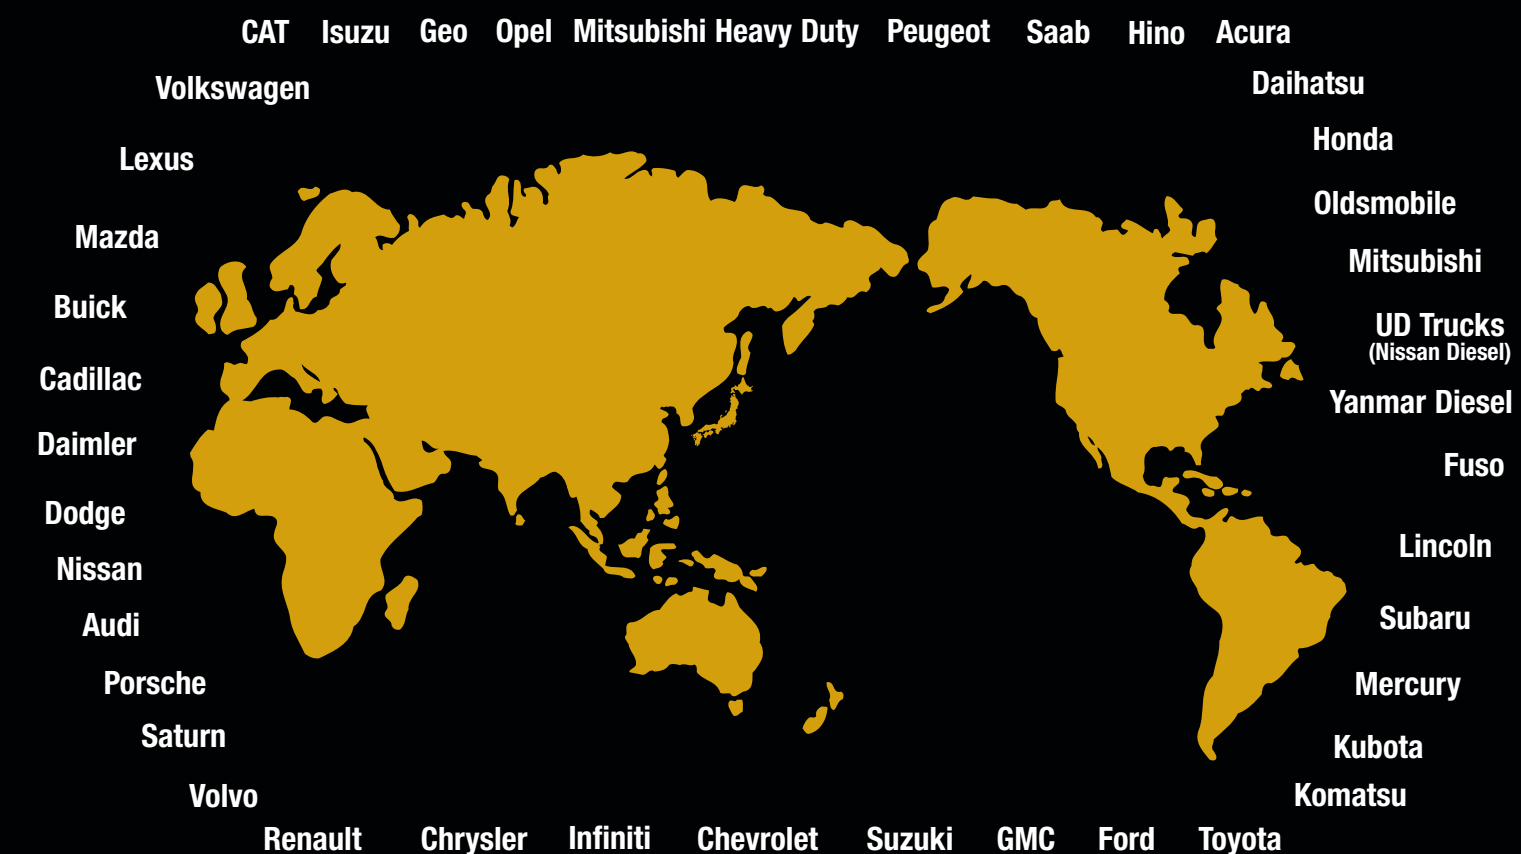 CAT Isuzu Geo Opel Mitsubishi Heavy Duty Peugeot Saab Hino Acura
Volkswagen Daihatsu
Honda
Lexus
Oldsmobile
Mazda
Mitsubishi
Buick
UD Trucks
(Nissan Diesel)
Cadillac
Yanmar Diesel
Daimler
Fuso
Dodge
Lincoln
Nissan
Subaru
Audi
Porsche Mercury
Saturn
Kubota
Volvo Komatsu
Renault Chrysler Infiniti Chevrolet Suzuki GMC Ford Toyota